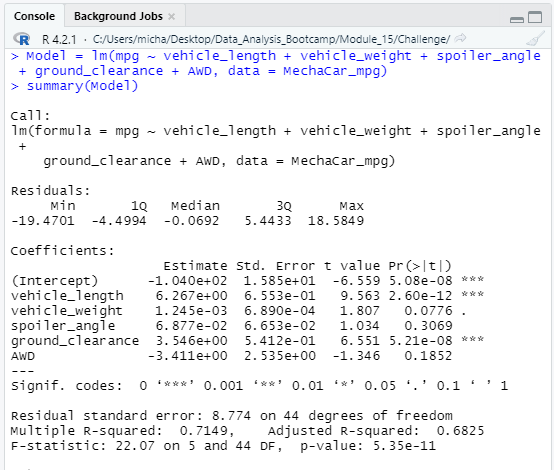 Console Background Jobs ×
R 4.2.1 · C:/Users/micha/Desktop/Data_Analysis_Bootcamp/Module_15/Challenge/
> Model = lm(mpg ~ vehicle_length + vehicle_weight + spoiler_angle
+ ground_clearance + AWD, data = MechaCar_mpg)
> summary(Model)
Call:
lm(formula = mpg ~ vehicle_length + vehicle_weight + spoiler_angle
+
ground_clearance + AWD, data = MechaCar_mpg)
Residuals:
Min 1Q Median 3Q Max
-19.4701 -4.4994 -0.0692 5.4433 18.5849
Coefficients:
Estimate Std. Error t value Pr(>|t|)
(Intercept) -1.040e+02 1.585e+01 -6.559 5.08e-08 ***
vehicle_length 6.267e+00 6.553e-01 9.563 2.60e-12 ***
vehicle_weight 1.245e-03 6.890e-04 1.807 0.0776 .
spoiler_angle 6.877e-02 6.653e-02 1.034 0.3069
ground_clearance 3.546e+00 5.412e-01 6.551 5.21e-08 ***
AWD -3.411e+00 2.535e+00 -1.346 0.1852
---
Signif. codes: 0 ‘***’ 0.001 ‘**’ 0.01 ‘*’ 0.05 ‘.’ 0.1 ‘ ’ 1
Residual standard error: 8.774 on 44 degrees of freedom
Multiple R-squared: 0.7149, Adjusted R-squared: 0.6825
F-statistic: 22.07 on 5 and 44 DF, p-value: 5.35e-11